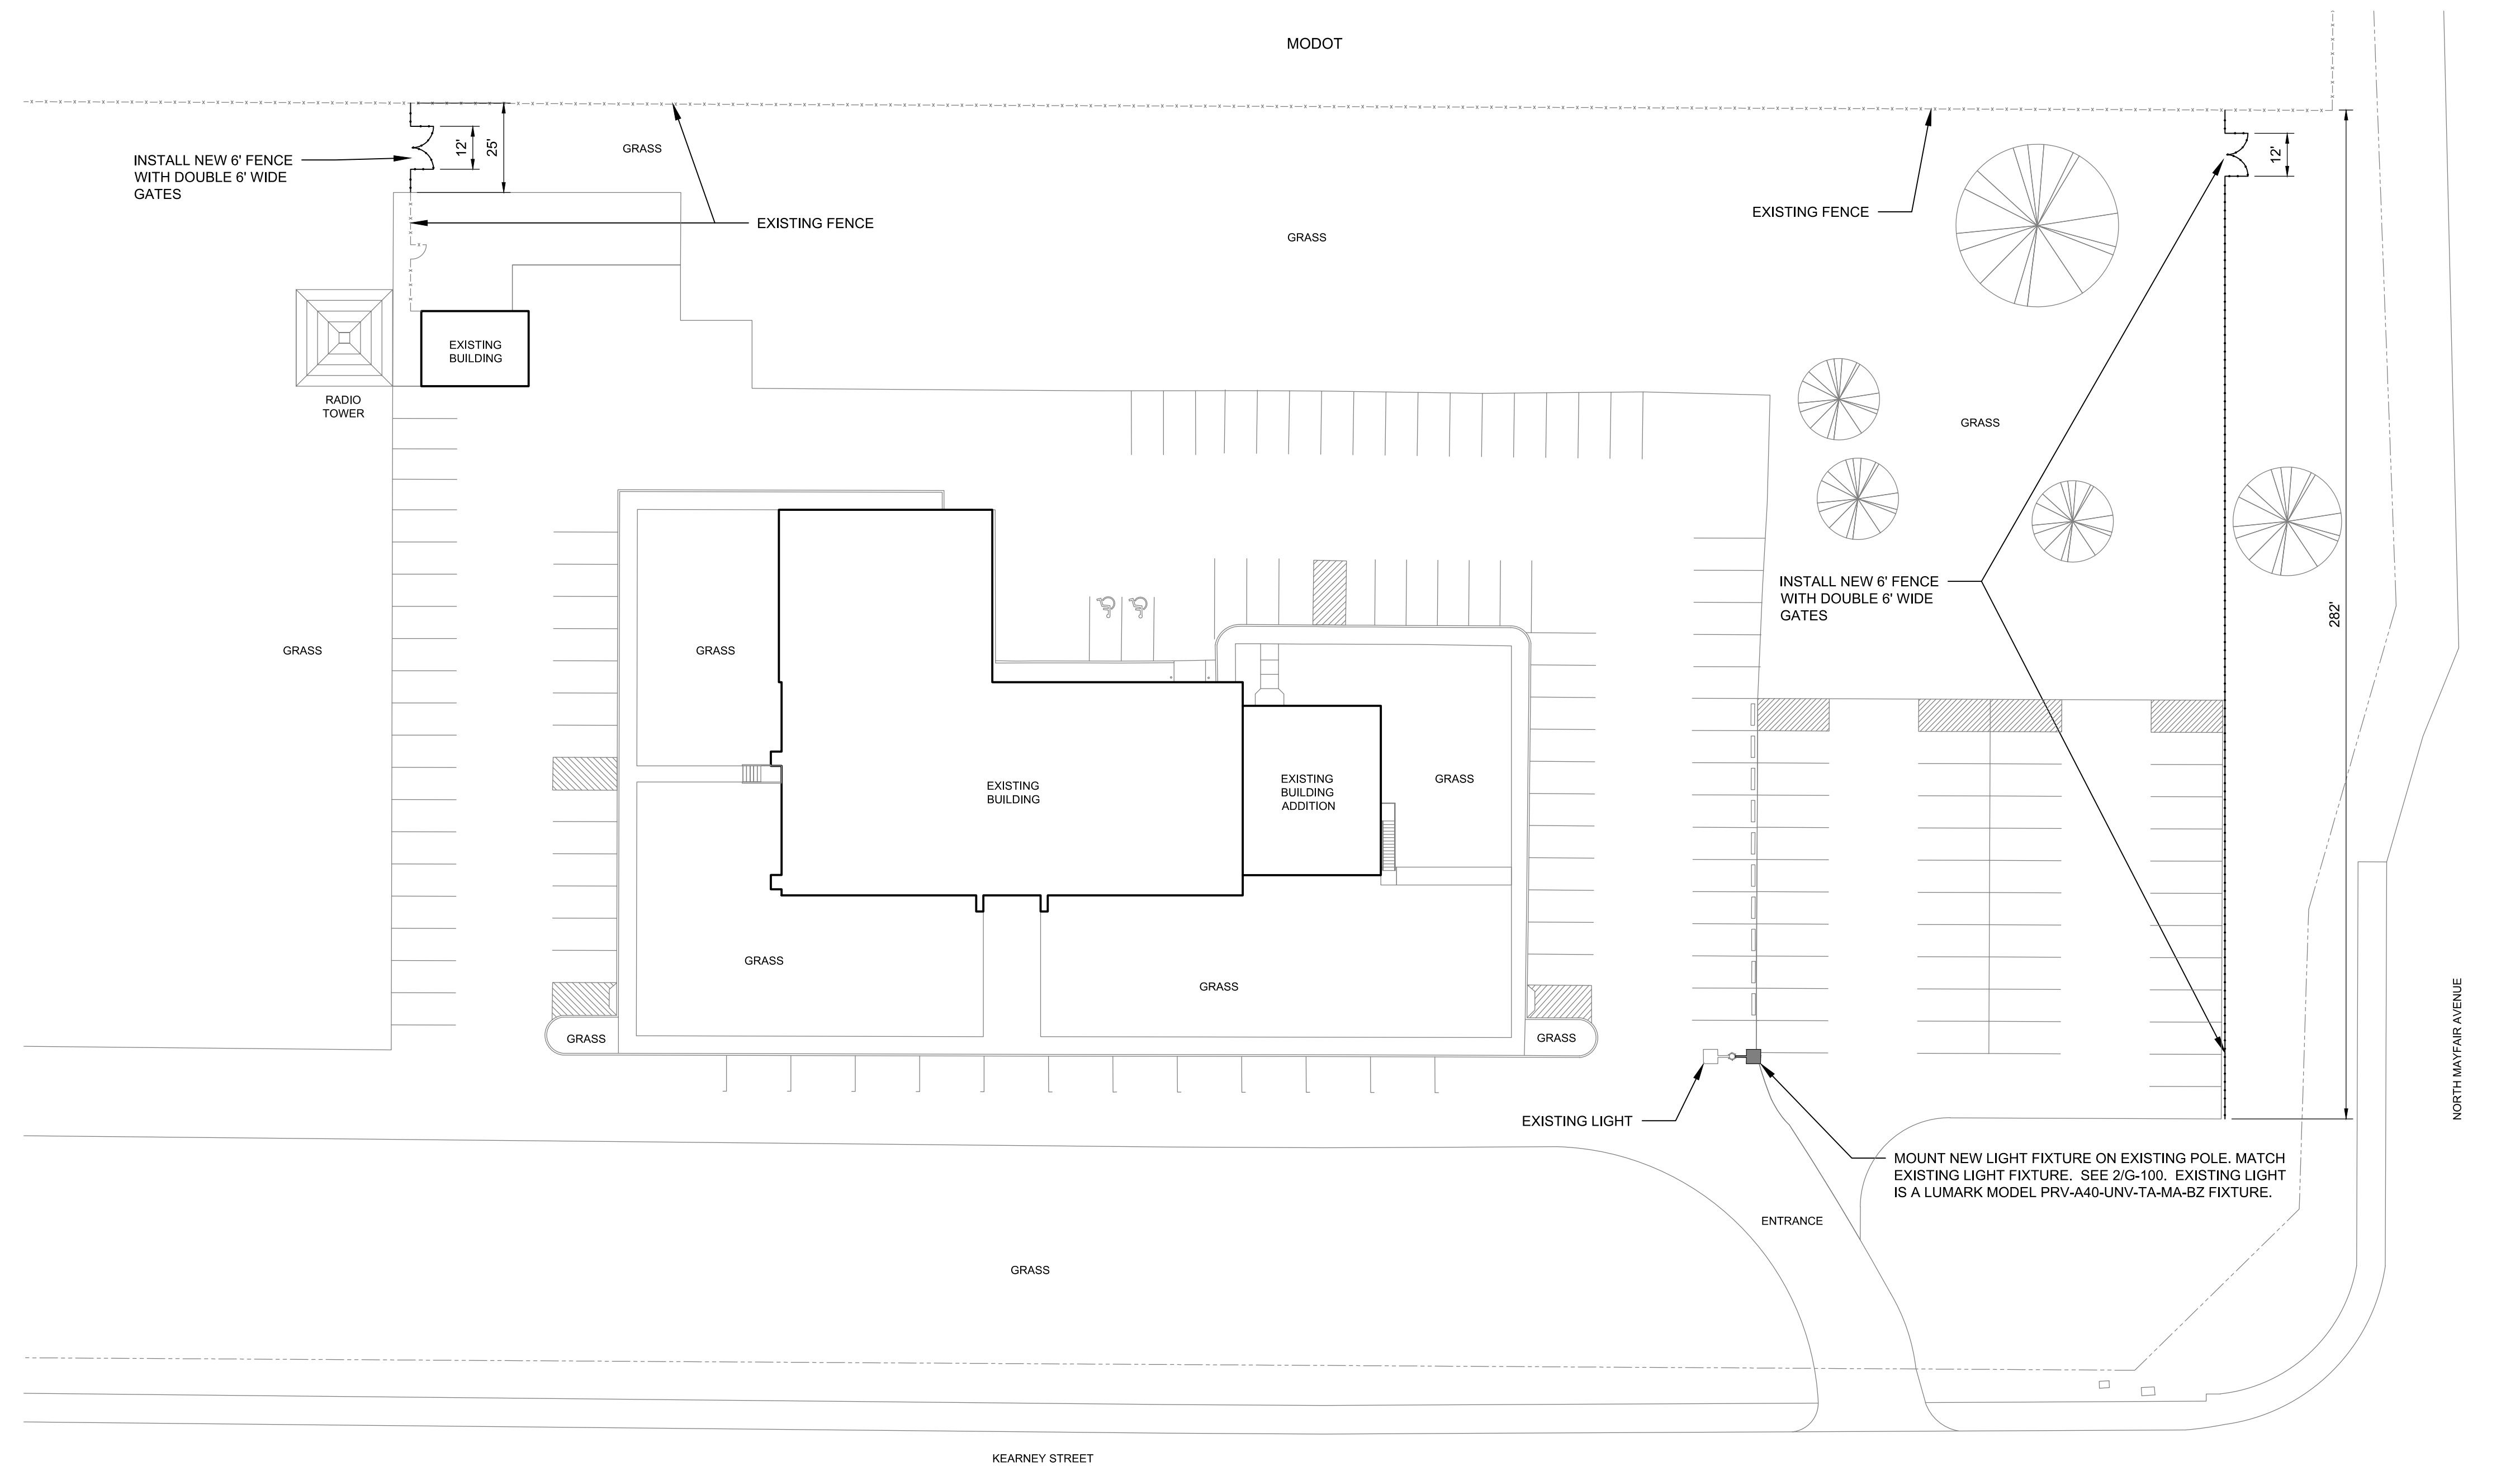 MODOT
INSTALL NEW 6' FENCE
WITH DOUBLE 6' WIDE
GATES
12'
25'
GRASS
EXISTING FENCE
GRASS
EXISTING FENCE
12'
EXISTING
BUILDING
RADIO
TOWER
GRASS
INSTALL NEW 6' FENCE
WITH DOUBLE 6' WIDE
GATES
282'
GRASS
GRASS
EXISTING
BUILDING
EXISTING
BUILDING
ADDITION
GRASS
GRASS
GRASS
GRASS
GRASS
NORTH MAYFAIR AVENUE
EXISTING LIGHT
MOUNT NEW LIGHT FIXTURE ON EXISTING POLE. MATCH
EXISTING LIGHT FIXTURE. SEE 2/G-100. EXISTING LIGHT
IS A LUMARK MODEL PRV-A40-UNV-TA-MA-BZ FIXTURE.
ENTRANCE
GRASS
KEARNEY STREET